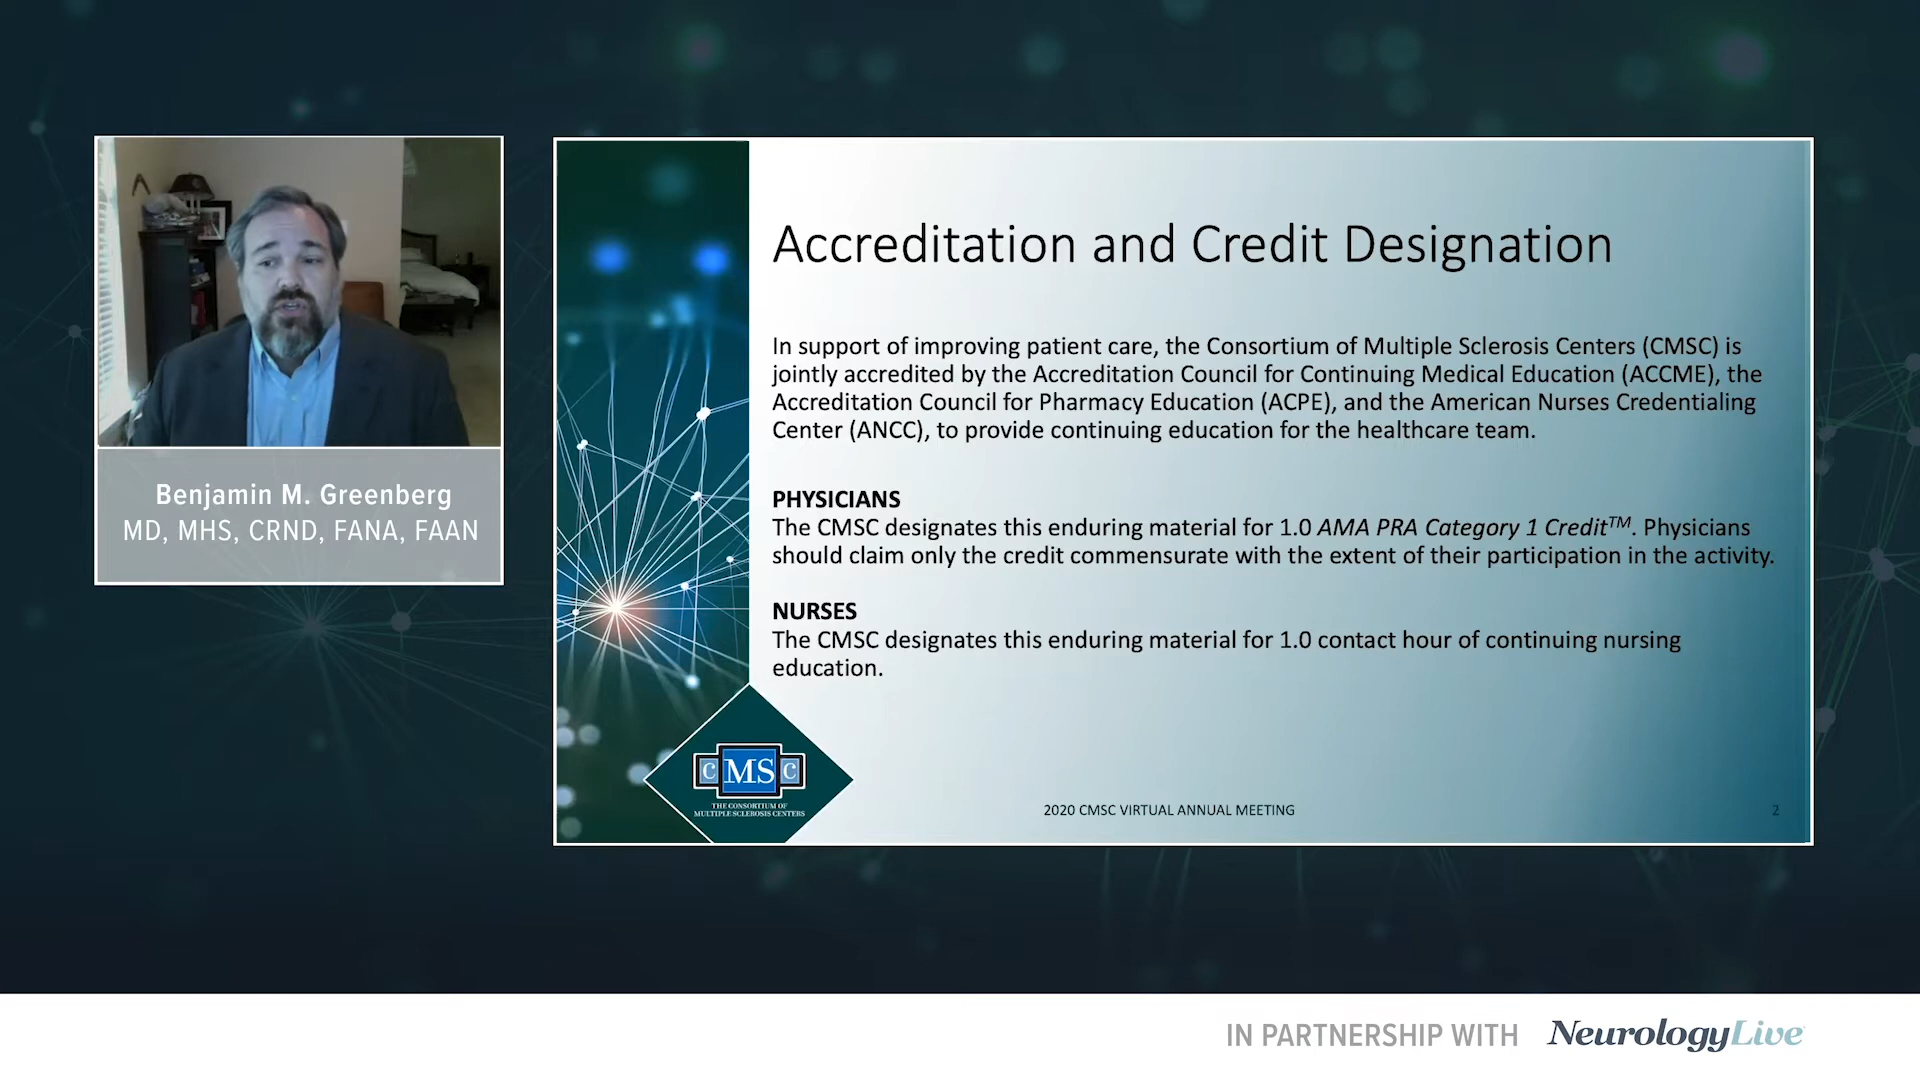 Benjamin M. Greenberg
MD, MHS, CRND, FANA, FAAN
Accreditation and Credit Designation
In support of improving patient care, the Consortium of Multiple Sclerosis Centers (CMSC) is
jointly accredited by the Accreditation Council for Continuing Medical Education (ACCME), the
Accreditation Council for Pharmacy Education (ACPE), and the American Nurses Credentialing
Center (ANCC), to provide continuing education for the healthcare team.
PHYSICIANS
The CMSC designates this enduring material for 1.0 AMA PRA Category 1 Credit™. Physicians
should claim only the credit commensurate with the extent of their participation in the activity.
NURSES
The CMSC designates this enduring material for 1.0 contact hour of continuing nursing
education.
C MS C
THE CONSORTIUM OF
MULTIPLE SCLEROSIS CENTERS
2020 CMSC VIRTUAL ANNUAL MEETING
2
IN PARTNERSHIP WITH NeurologyLive